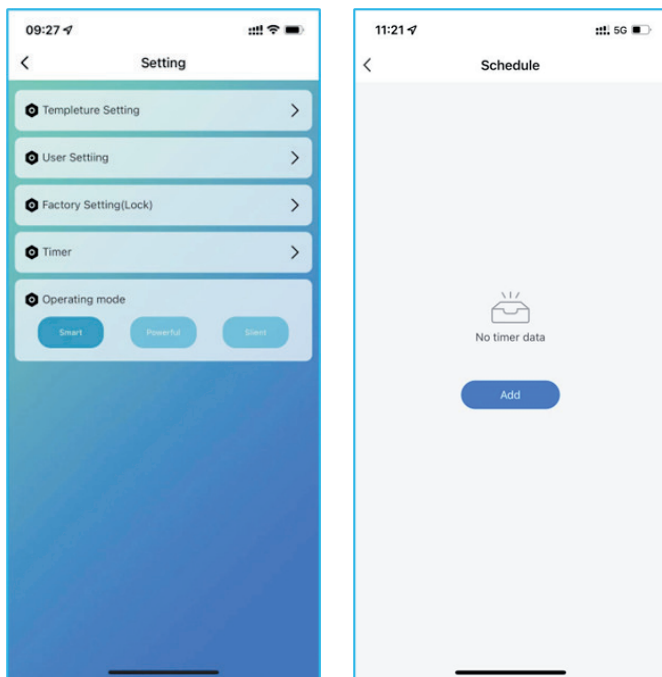 09:27
Setting
Templeture Setting
User Settiing
Factory Setting(Lock)
Timer
Operating mode
Smart Powerful Silent
11:21 5G
Schedule
No timer data
Add